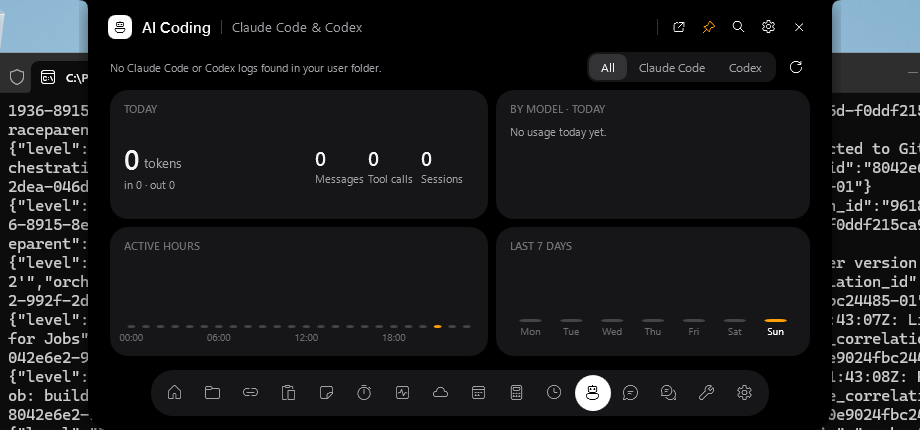 AI Coding
Claude Code & Codex
No Claude Code or Codex logs found in your user folder.
All
Claude Code
Codex
TODAY
0 tokens
in 0 · out 0
0
Messages
0
Tool calls
0
Sessions
BY MODEL · TODAY
No usage today yet.
ACTIVE HOURS
00:00
06:00
12:00
18:00
LAST 7 DAYS
Mon
Tue
Wed
Thu
Fri
Sat
Sun
C:\P
1936-8915
raceparen
{"level":
chestrati
2dea-046d
{"level":
6-8915-8e
eparent":
{"level":
2'","orch
2-992f-2d
{"level":
for Jobs"
042e6e2-9
{"level":
ob: build
8042e6e2-
6d-f0ddf215
cted to Git
id":"8042e6
-01"}
n_id":"9618
f0ddf215ca9
er version
lation_id"
bc24485-01"
:43:07Z: Li
_correlatio
e9024fbc244
1:43:08Z: R
e_correlati
0e9024fbc24